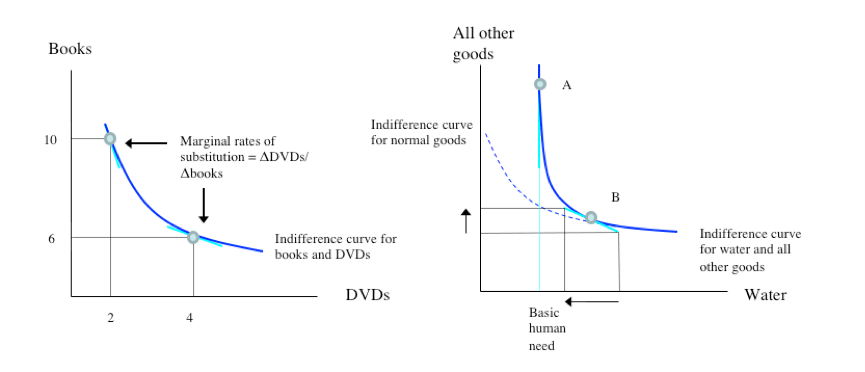 Books
10
6
Marginal rates of
substitution = ΔDVDs/
Δbooks
Indifference curve for
books and DVDs
DVDs
2
4
All other
goods
A
Indifference curve
for normal goods
B
Indifference curve
for water and all
other goods
Water
Basic
human
need